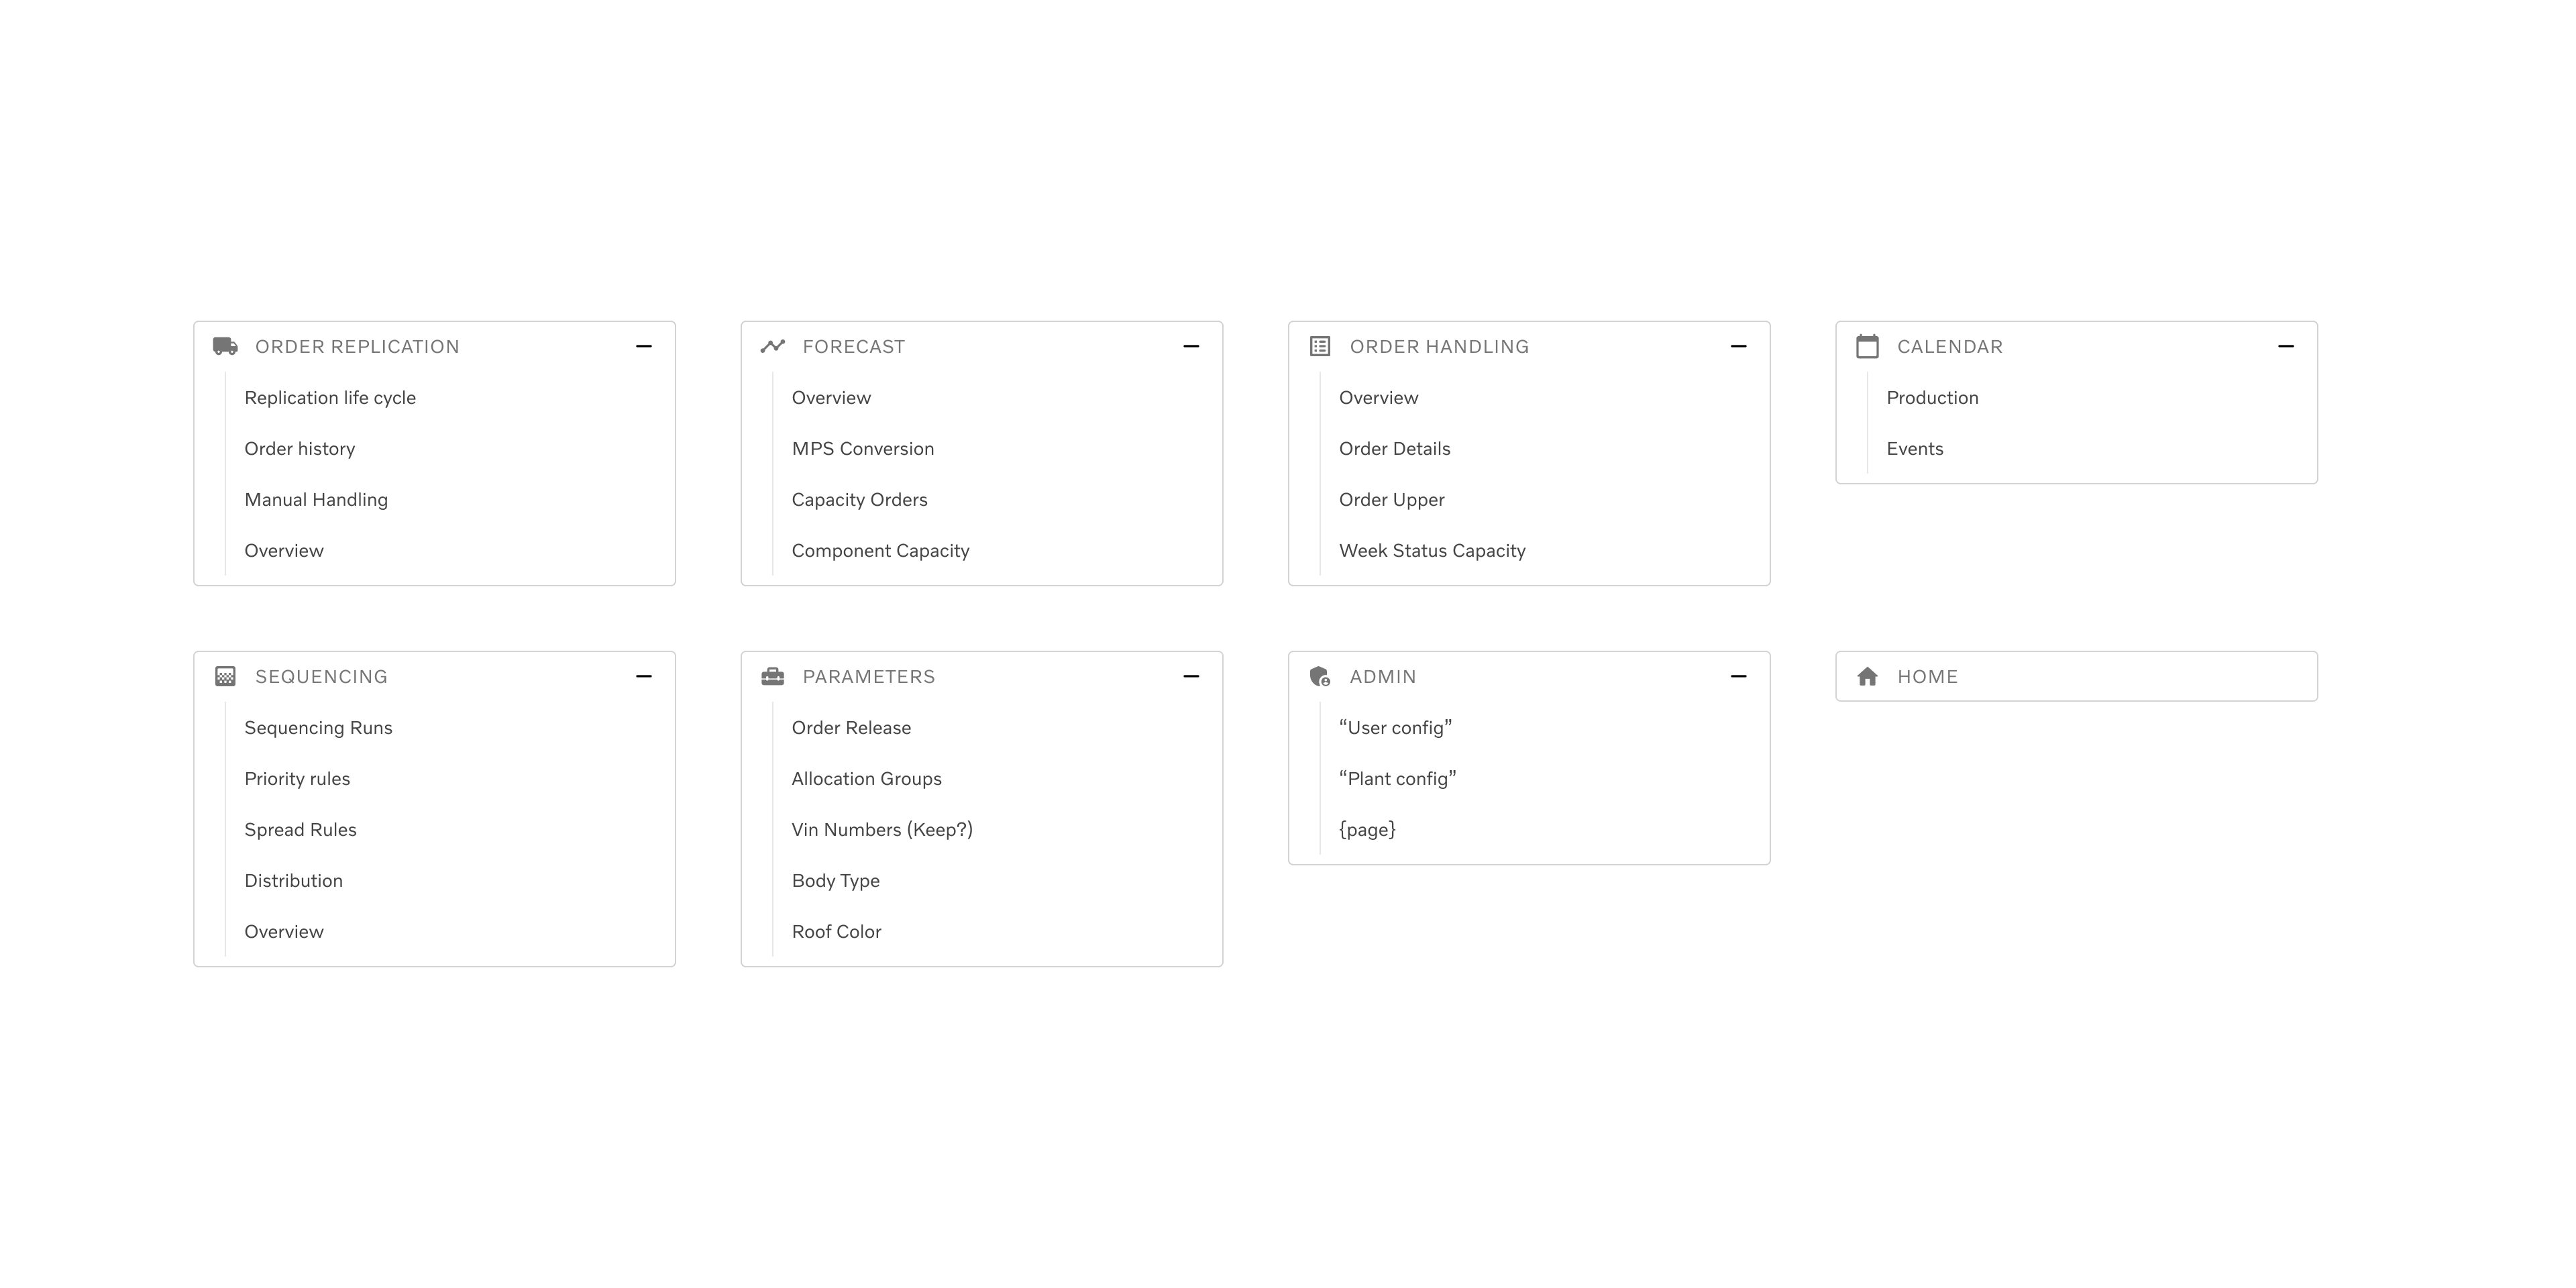 ORDER REPLICATION
Replication life cycle
Order history
Manual Handling
Overview
FORECAST
Overview
MPS Conversion
Capacity Orders
Component Capacity
ORDER HANDLING
Overview
Order Details
Order Upper
Week Status Capacity
CALENDAR
Production
Events
SEQUENCING
Sequencing Runs
Priority rules
Spread Rules
Distribution
Overview
PARAMETERS
Order Release
Allocation Groups
Vin Numbers (Keep?)
Body Type
Roof Color
ADMIN
“User config”
“Plant config”
{page}
HOME